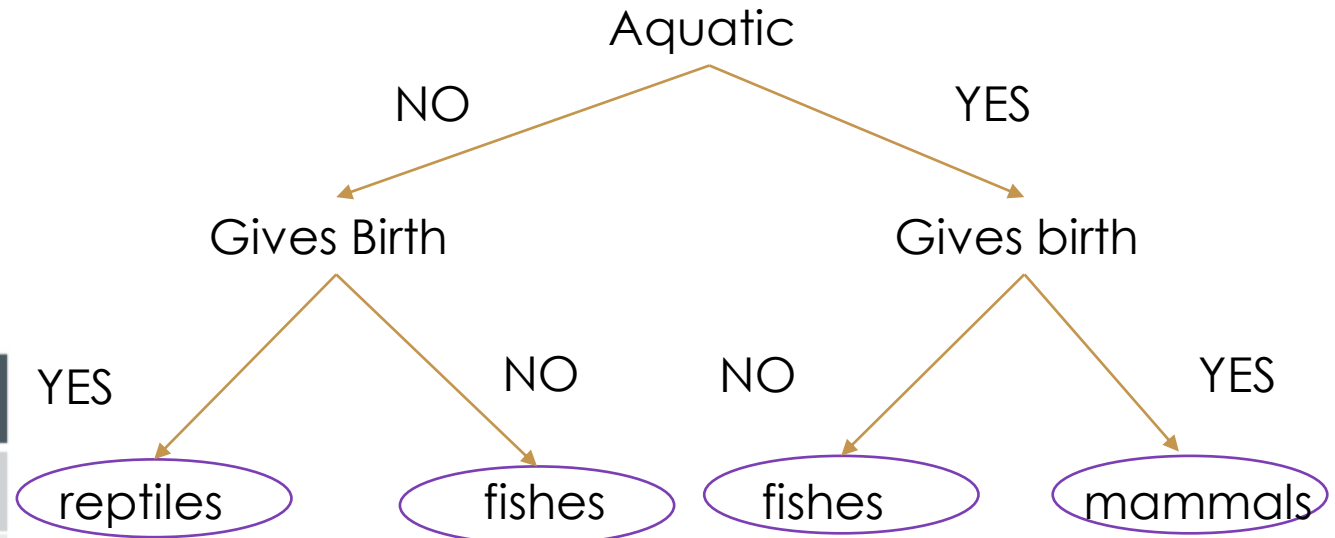 Aquatic
NO YES
Gives Birth Gives birth
YES NO NO YES
reptiles fishes fishes mammals